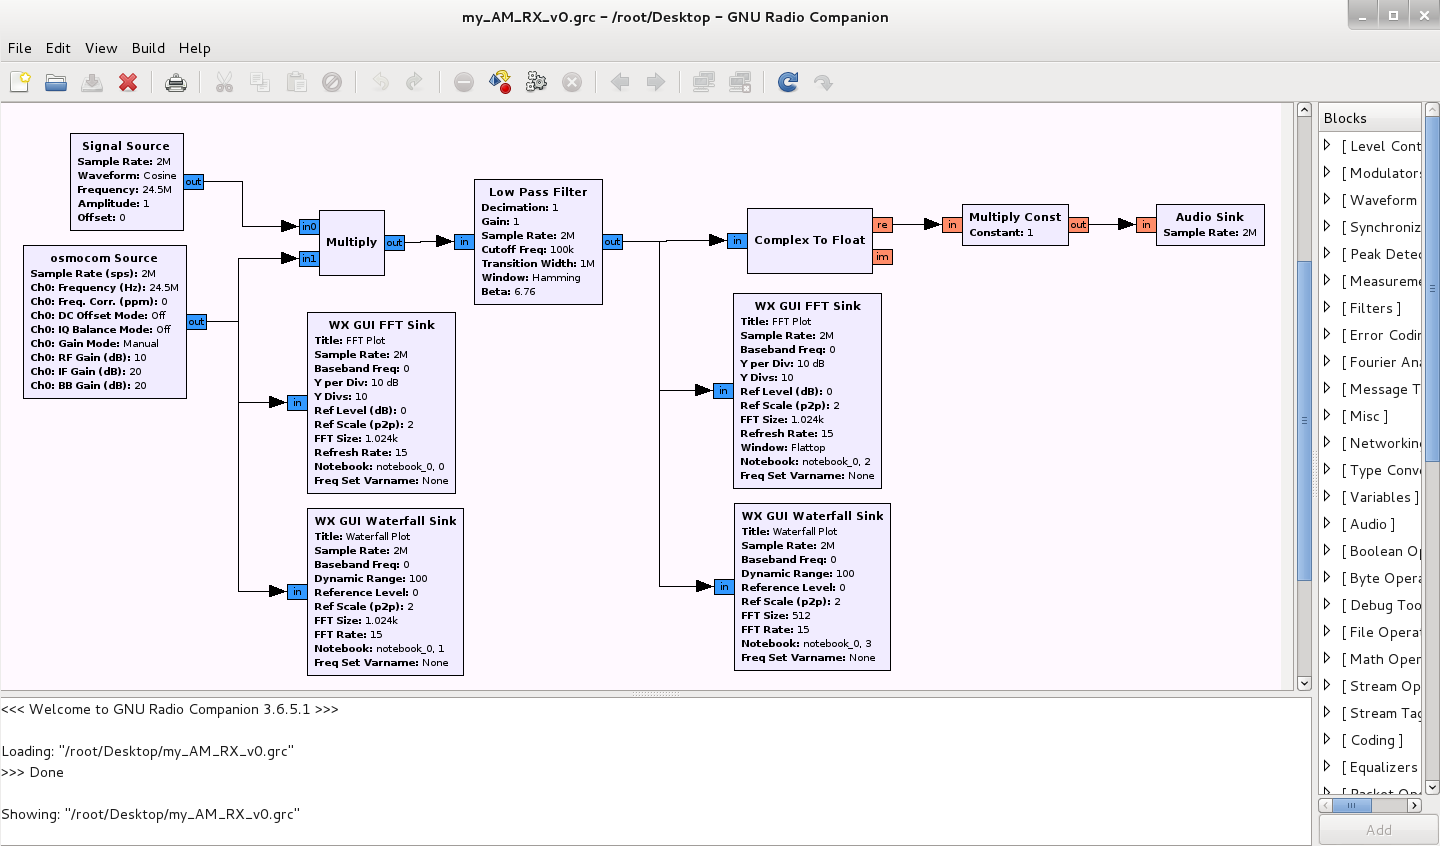 my_AM_RX_v0.grc - /root/Desktop - GNU Radio Companion
File Edit View Build Help
Signal Source
Sample Rate: 2M
Waveform: Cosine
Frequency: 24.5M
Amplitude: 1
Offset: 0
out
osmocom Source
Sample Rate (sps): 2M
Ch0: Frequency (Hz): 24.5M
Ch0: Freq. Corr. (ppm): 0
Ch0: DC Offset Mode: Off
Ch0: IQ Balance Mode: Off
Ch0: Gain Mode: Manual
Ch0: RF Gain (dB): 10
Ch0: IF Gain (dB): 20
Ch0: BB Gain (dB): 20
out
in0
in1
Multiply
out
in
Low Pass Filter
Decimation: 1
Gain: 1
Sample Rate: 2M
Cutoff Freq: 100k
Transition Width: 1M
Window: Hamming
Beta: 6.76
out
in
Complex To Float
re
im
in
Multiply Const
Constant: 1
out
in
Audio Sink
Sample Rate: 2M
in
WX GUI FFT Sink
Title: FFT Plot
Sample Rate: 2M
Baseband Freq: 0
Y per Div: 10 dB
Y Divs: 10
Ref Level (dB): 0
Ref Scale (p2p): 2
FFT Size: 1.024k
Refresh Rate: 15
Notebook: notebook_0, 0
Freq Set Varname: None
in
WX GUI Waterfall Sink
Title: Waterfall Plot
Sample Rate: 2M
Baseband Freq: 0
Dynamic Range: 100
Reference Level: 0
Ref Scale (p2p): 2
FFT Size: 1.024k
FFT Rate: 15
Notebook: notebook_0, 1
Freq Set Varname: None
in
WX GUI FFT Sink
Title: FFT Plot
Sample Rate: 2M
Baseband Freq: 0
Y per Div: 10 dB
Y Divs: 10
Ref Level (dB): 0
Ref Scale (p2p): 2
FFT Size: 1.024k
Refresh Rate: 15
Window: Flattop
Notebook: notebook_0, 2
Freq Set Varname: None
in
WX GUI Waterfall Sink
Title: Waterfall Plot
Sample Rate: 2M
Baseband Freq: 0
Dynamic Range: 100
Reference Level: 0
Ref Scale (p2p): 2
FFT Size: 512
FFT Rate: 15
Notebook: notebook_0, 3
Freq Set Varname: None
Blocks
[ Level Cont
[ Modulators
[ Waveform
[ Synchroniz
[ Peak Detec
[ Measureme
[ Filters ]
[ Error Codin
[ Fourier Ana
[ Message T
[ Misc ]
[ Networking
[ Type Conve
[ Variables ]
[ Audio ]
[ Boolean Op
[ Byte Opera
[ Debug Too
[ File Operat
[ Math Oper
[ Stream Op
[ Stream Tag
[ Coding ]
[ Equalizers
[ Packet Ope
Add
<<< Welcome to GNU Radio Companion 3.6.5.1 >>>
Loading: "/root/Desktop/my_AM_RX_v0.grc"
>>> Done
Showing: "/root/Desktop/my_AM_RX_v0.grc"